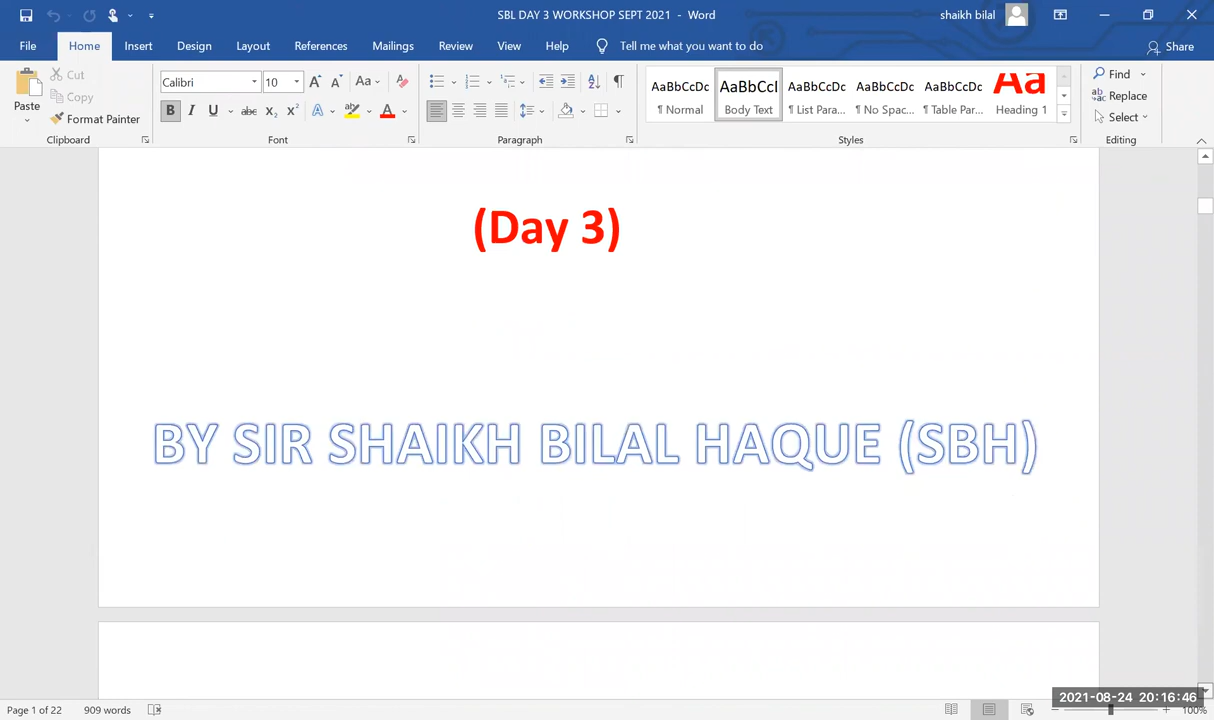 SBL DAY 3 WORKSHOP SEPT 2021 - Word
shaikh bilal
File Home Insert Design Layout References Mailings Review View Help Tell me what you want to do Share
Paste
Cut
Copy
Format Painter
Clipboard
Calibri 10
Font
Paragraph
AaBbCcDc AaBbCcI AaBbCcDc AaBbCcDc AaBbCcDc Aa
¶ Normal Body Text ¶ List Para... ¶ No Spac... ¶ Table Par... Heading 1
Styles
Find
Replace
Select
Editing
(Day 3)
BY SIR SHAIKH BILAL HAQUE (SBH)
2021-08-24 20:16:46
Page 1 of 22 909 words 100%